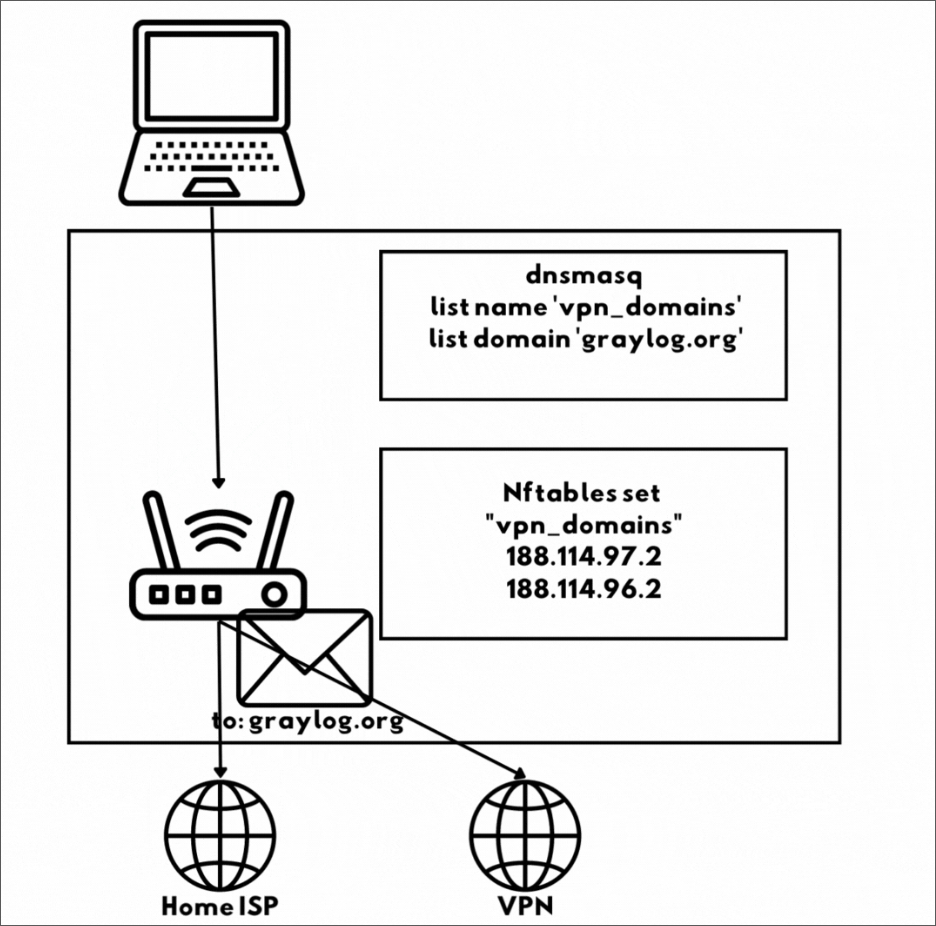 dnsmasq
list name 'vpn_domains'
list domain 'graylog.org'
Nftables set
"vpn_domains"
188.114.97.2
188.114.96.2
to: graylog.org
Home ISP
VPN